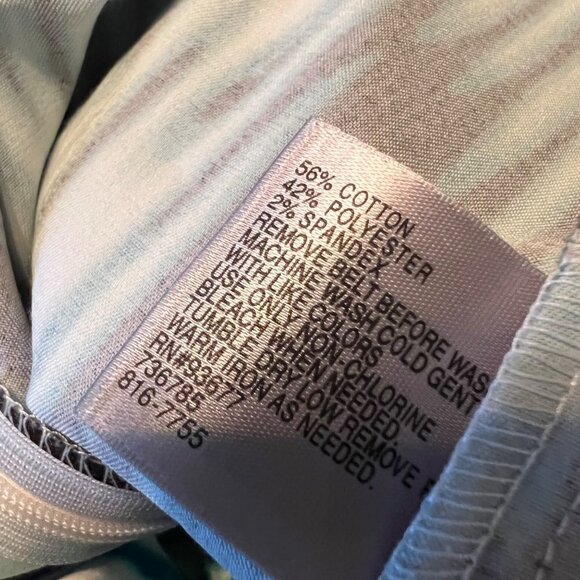 56% COTTON
42% POLYESTER
2% SPANDEX
REMOVE BELT BEFORE WAS
MACHINE WASH COLD GENT
WITH LIKE COLORS
USE ONLY NON-CHLORINE
BLEACH WHEN NEEDED.
TUMBLE DRY LOW REMOVE
WARM IRON AS NEEDED.
RN#93677
736785
816-7755